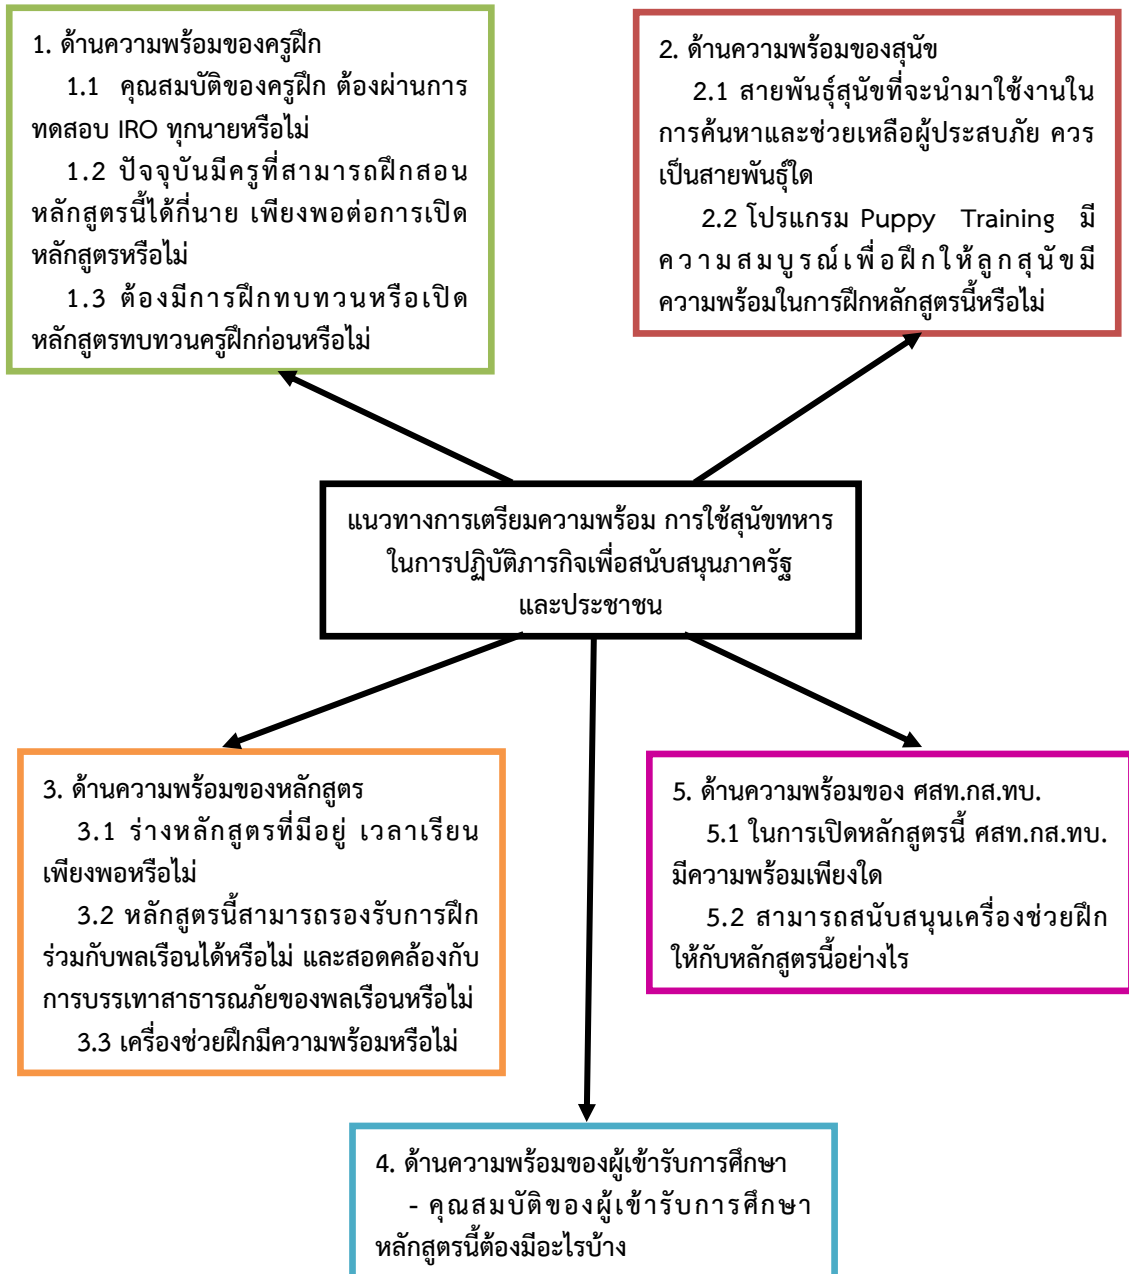 1. ด้านความพร้อมของครูฝึก
1.1 คุณสมบัติของครูฝึก ต้องผ่านการ
ทดสอบ IRO ทุกนายหรือไม่
1.2 ปัจจุบันมีครูที่สามารถฝึกสอน
หลักสูตรนี้ได้กี่นาย เพียงพอต่อการเปิด
หลักสูตรหรือไม่
1.3 ต้องมีการฝึกทบทวนหรือเปิด
หลักสูตรทบทวนครูฝึกก่อนหรือไม่
2. ด้านความพร้อมของสุนัข
2.1 สายพันธุ์สุนัขที่จะนำมาใช้งานใน
การค้นหาและช่วยเหลือผู้ประสบภัย ควร
เป็นสายพันธุ์ใด
2.2 โปรแกรม Puppy Training มี
ความสมบูรณ์เพื่อฝึกให้ลูกสุนัขมี
ความพร้อมในการฝึกหลักสูตรนี้หรือไม่
แนวทางการเตรียมความพร้อม การใช้สุนัขทหาร
ในการปฏิบัติภารกิจเพื่อสนับสนุนภาครัฐ
และประชาชน
3. ด้านความพร้อมของหลักสูตร
3.1 ร่างหลักสูตรที่มีอยู่ เวลาเรียน
เพียงพอหรือไม่
3.2 หลักสูตรนี้สามารถรองรับการฝึก
ร่วมกับพลเรือนได้หรือไม่ และสอดคล้องกับ
การบรรเทาสาธารณภัยของพลเรือนหรือไม่
3.3 เครื่องช่วยฝึกมีความพร้อมหรือไม่
5. ด้านความพร้อมของ ศสท.กส.ทบ.
5.1 ในการเปิดหลักสูตรนี้ ศสท.กส.ทบ.
มีความพร้อมเพียงใด
5.2 สามารถสนับสนุนเครื่องช่วยฝึก
ให้กับหลักสูตรนี้อย่างไร
4. ด้านความพร้อมของผู้เข้ารับการศึกษา
- คุณสมบัติของผู้เข้ารับการศึกษา
หลักสูตรนี้ต้องมีอะไรบ้าง